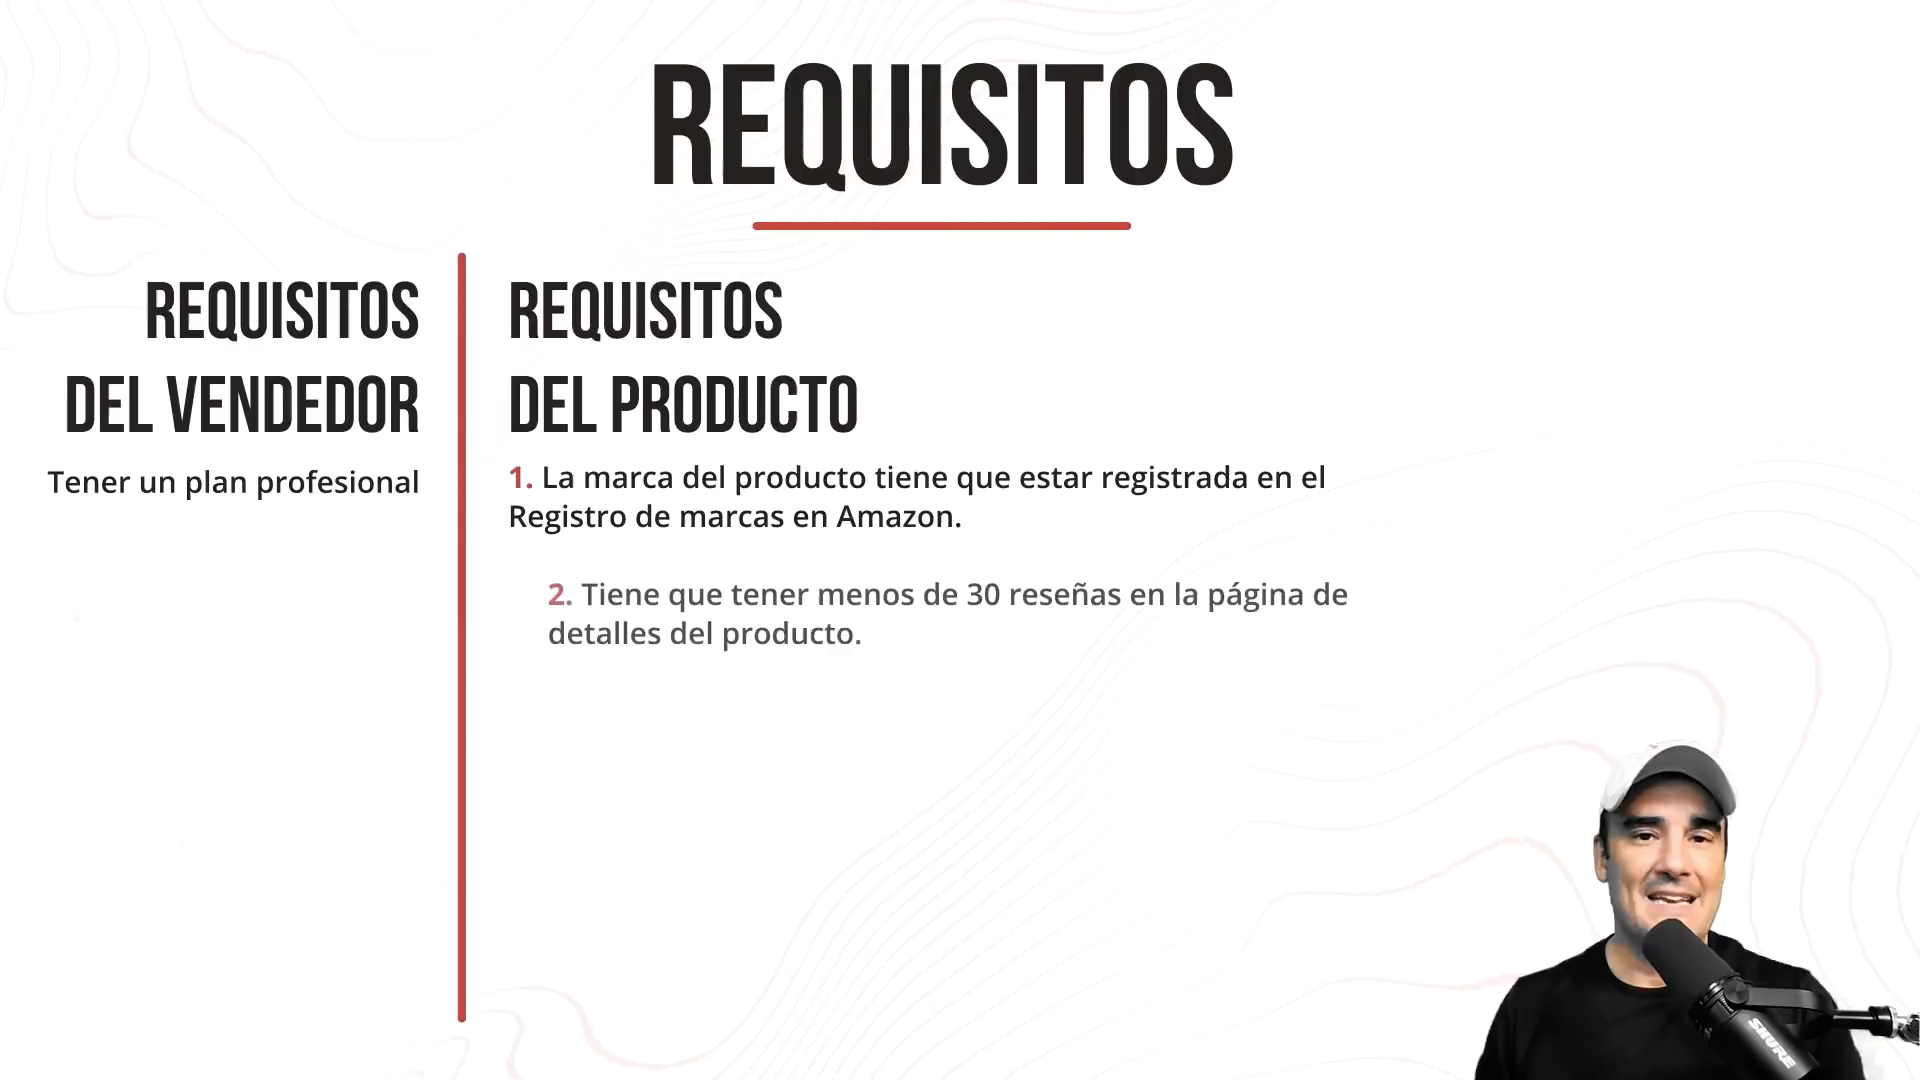 REQUISITOS
REQUISITOS
DEL VENDEDOR
Tener un plan profesional
REQUISITOS
DEL PRODUCTO
1. La marca del producto tiene que estar registrada en el
Registro de marcas en Amazon.
2. Tiene que tener menos de 30 reseñas en la página de
detalles del producto.
SHURE